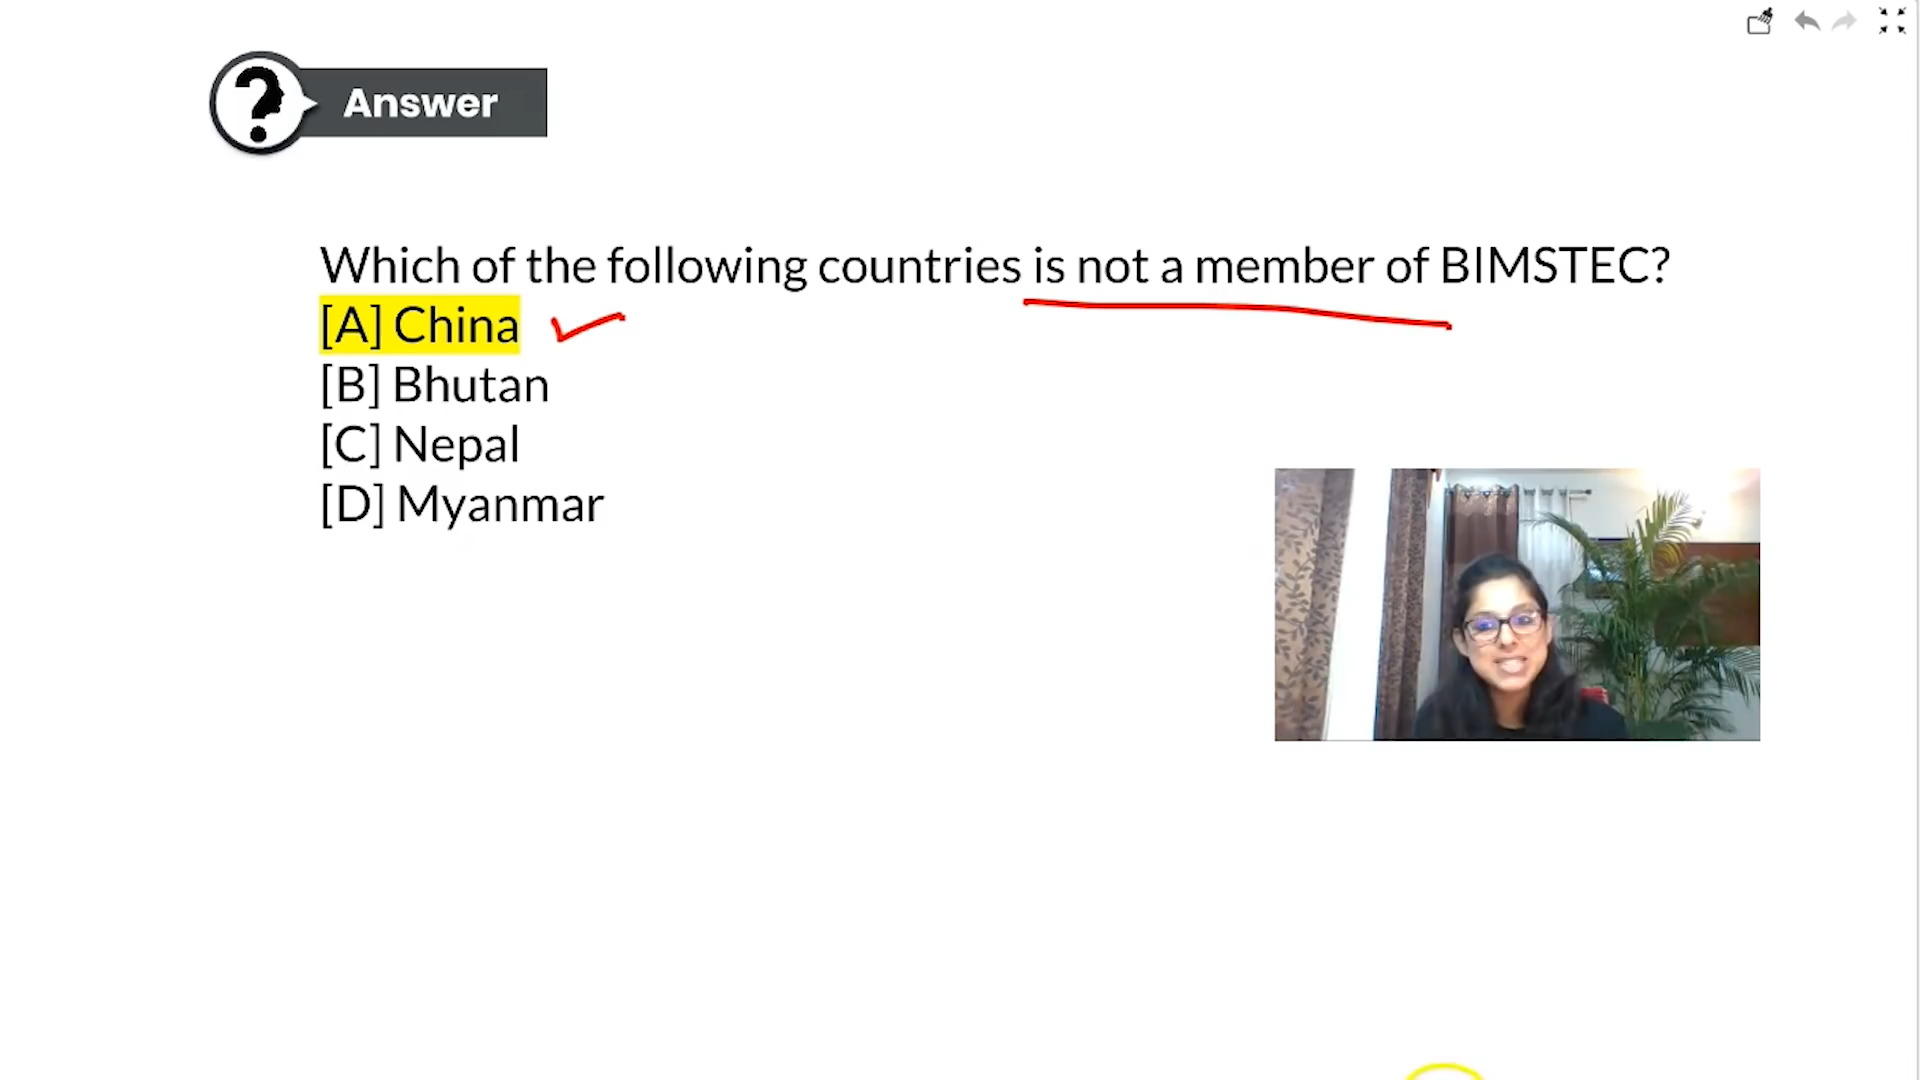 Answer
Which of the following countries is not a member of BIMSTEC?
[A] China
[B] Bhutan
[C] Nepal
[D] Myanmar